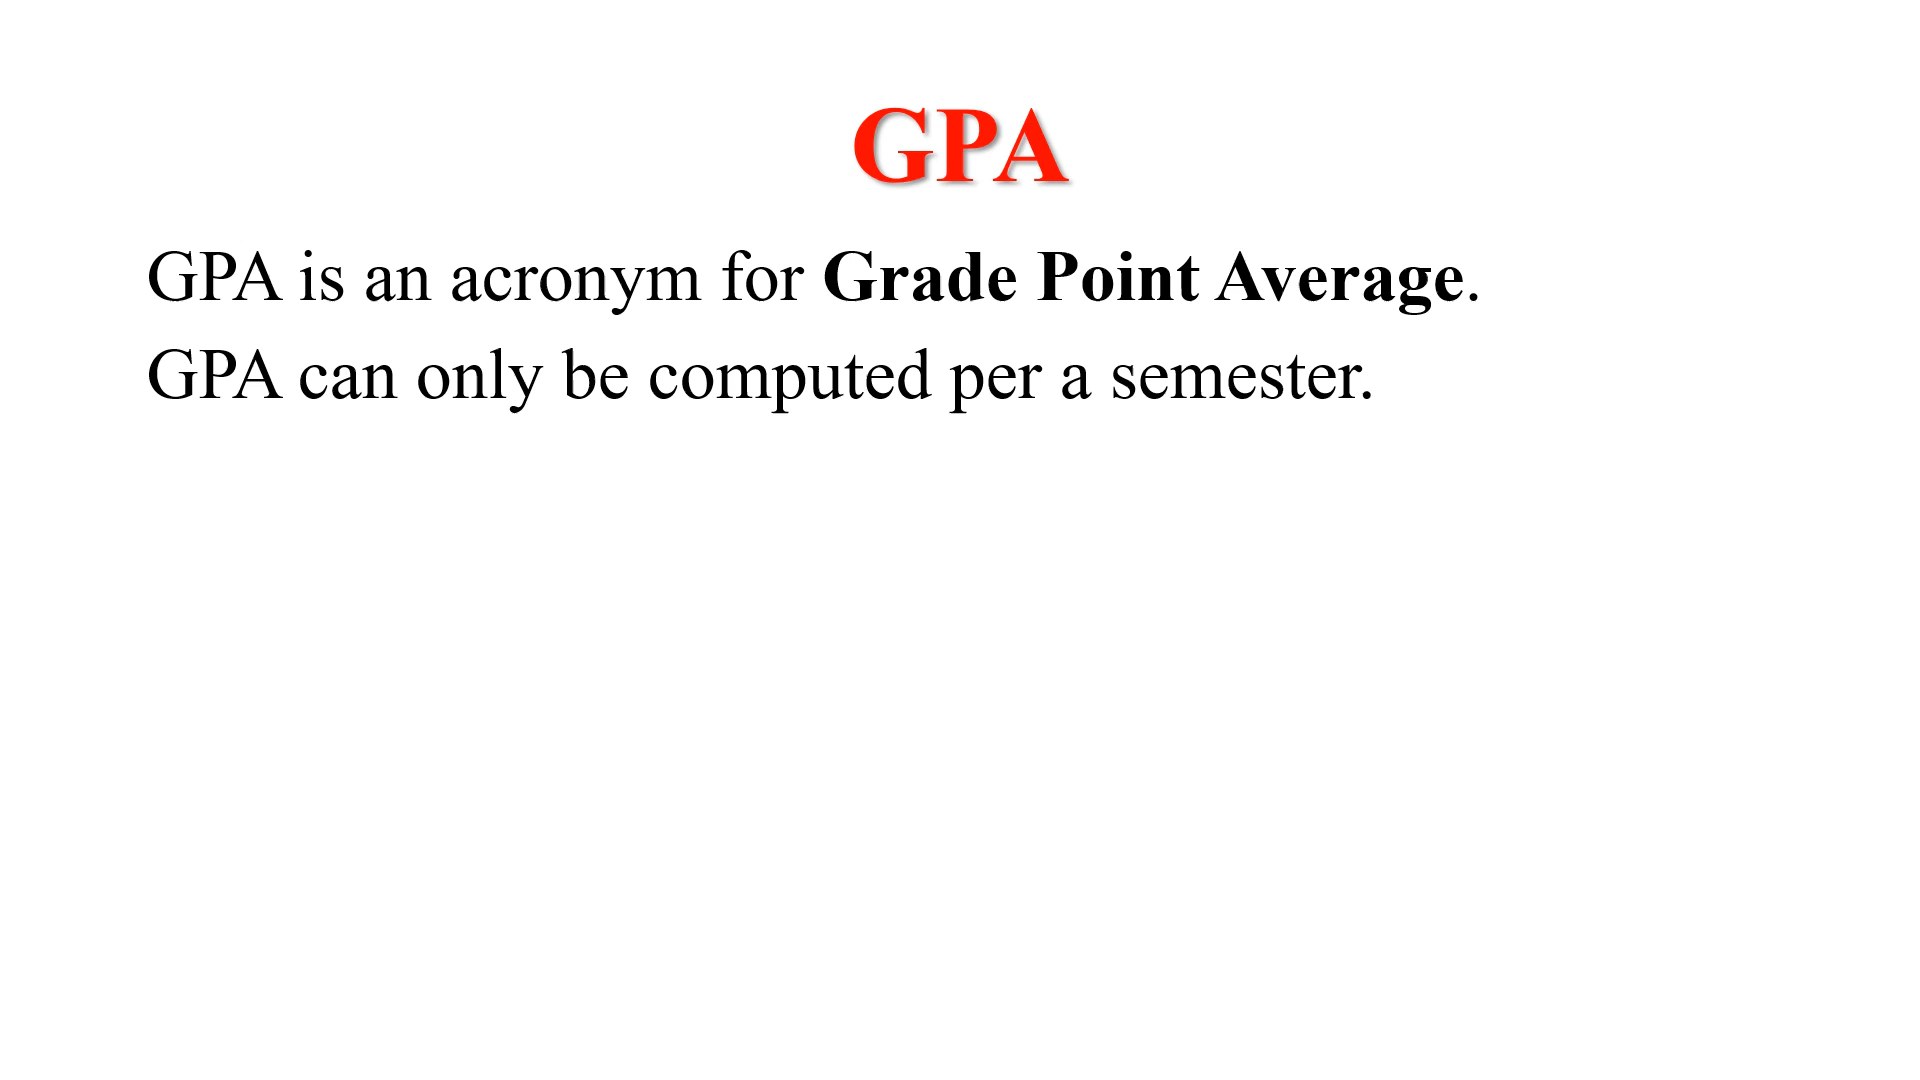 GPA
GPA is an acronym for Grade Point Average.
GPA can only be computed per a semester.